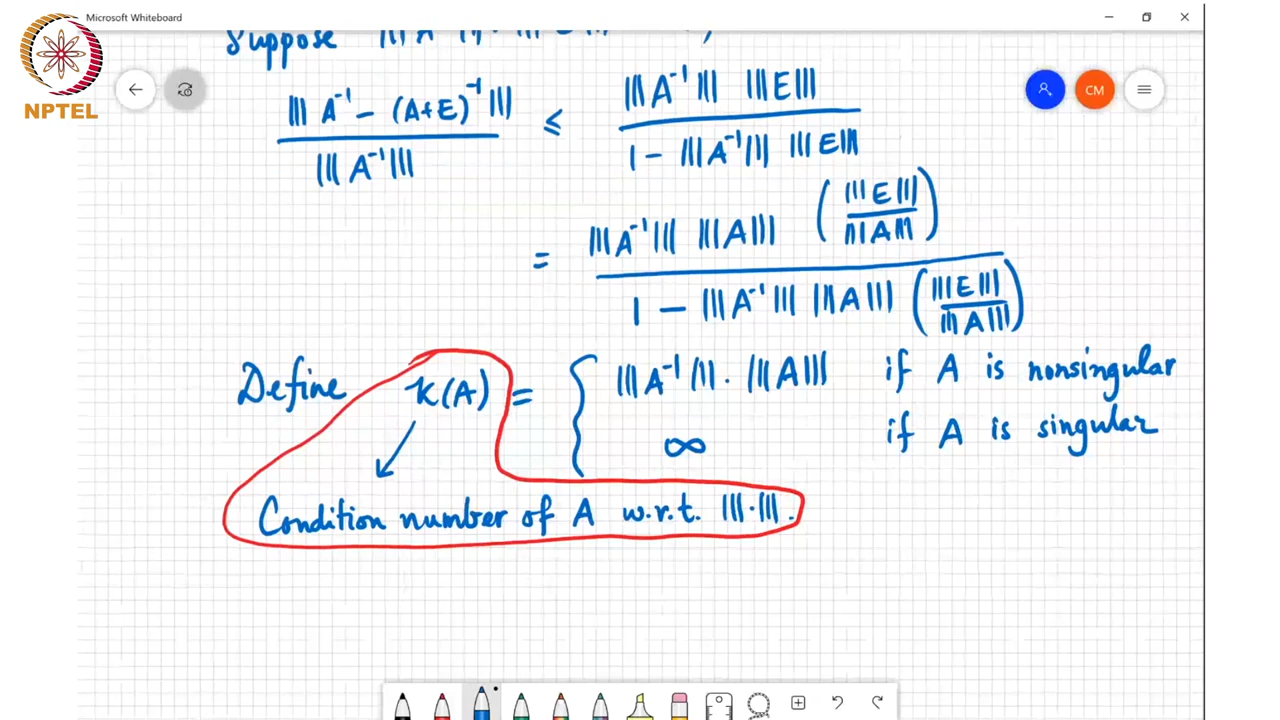 Microsoft Whiteboard
NPTEL
CM
Suppose
||| A⁻¹ - (A+E)⁻¹ ||| / ||| A⁻¹ ||| ≤ ||| A⁻¹ ||| ||| E ||| / 1 - ||| A⁻¹ ||| ||| E |||
= ||| A⁻¹ ||| ||| A ||| ( ||| E ||| / ||| A ||| ) / 1 - ||| A⁻¹ ||| ||| A ||| ( ||| E ||| / ||| A ||| )
Define κ(A) = { ||| A⁻¹ ||| · ||| A ||| if A is nonsingular
∞ if A is singular
Condition number of A w.r.t. ||| · |||.